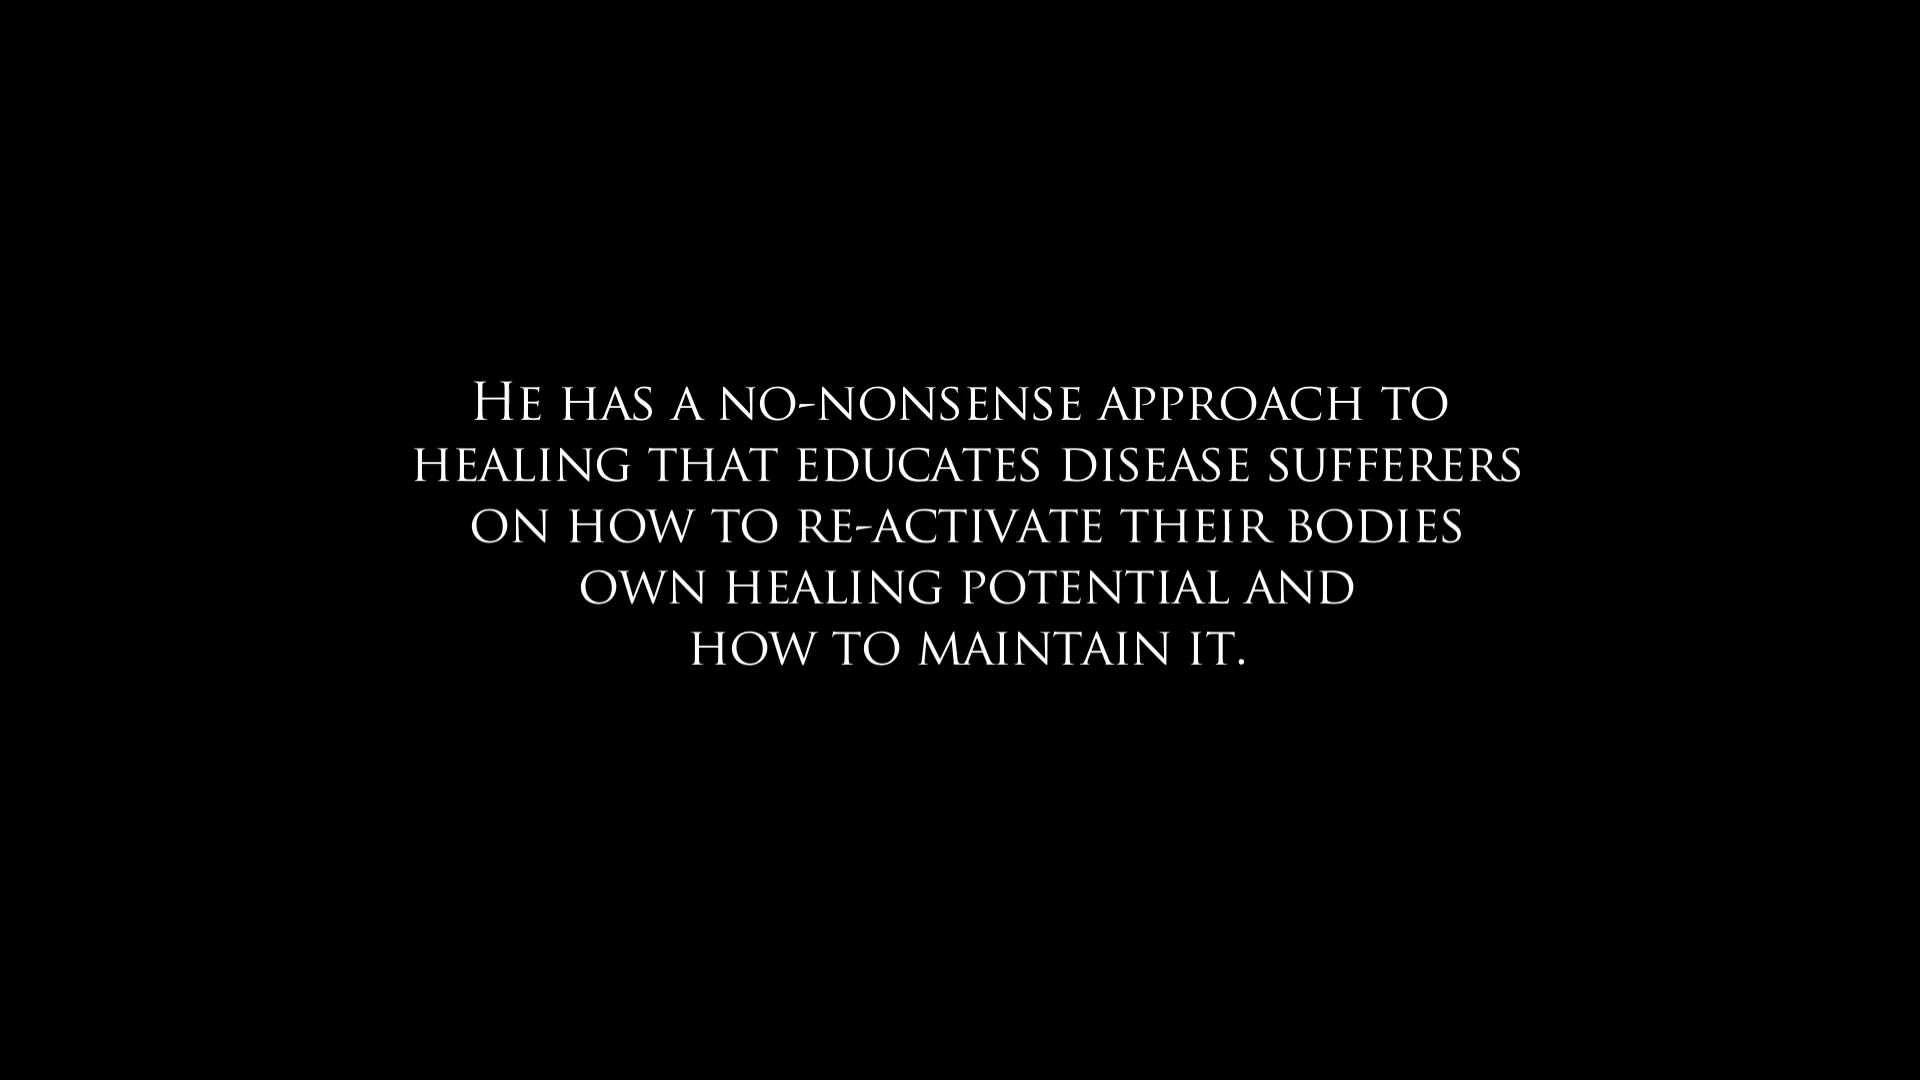 He has a no-nonsense approach to
healing that educates disease sufferers
on how to re-activate their bodies
own healing potential and
how to maintain it.